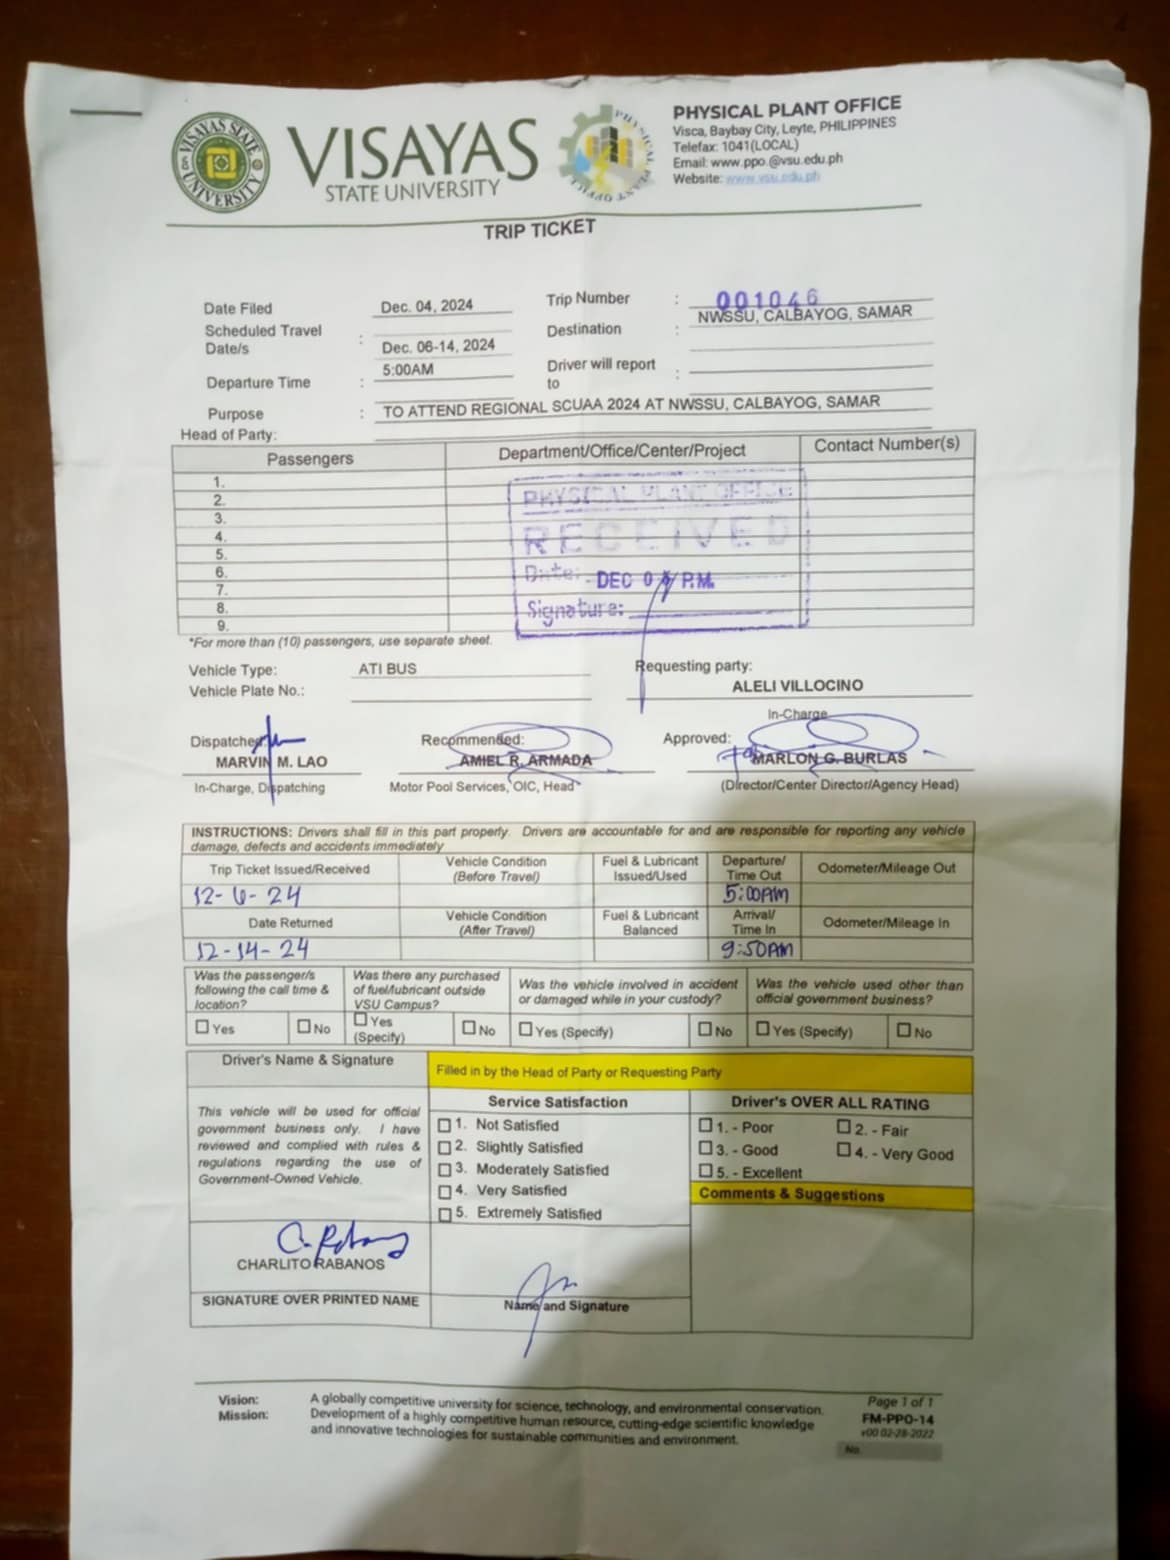 VISAYAS STATE UNIVERSITY
VISAYAS
STATE UNIVERSITY
PHYSICAL PLANT OFFICE
PHYSICAL PLANT OFFICE
Visca, Baybay City, Leyte, PHILIPPINES
Telefax: 1041(LOCAL)
Email: www.ppo.@vsu.edu.ph
Website: www.vsu.edu.ph
TRIP TICKET
Date Filed Dec. 04, 2024 Trip Number : 001046
Scheduled Travel Date/s : Dec. 06-14, 2024 Destination : NWSSU, CALBAYOG, SAMAR
Departure Time : 5:00AM Driver will report to :
Purpose : TO ATTEND REGIONAL SCUAA 2024 AT NWSSU, CALBAYOG, SAMAR
Head of Party:
Passengers Department/Office/Center/Project Contact Number(s)
1.
2.
3.
4.
5.
6.
7.
8.
9.
PHYSICAL PLANT OFFICE
RECEIVED
Date: DEC 0 P.M.
Signature:
*For more than (10) passengers, use separate sheet.
Vehicle Type: ATI BUS Requesting party:
Vehicle Plate No.: ALELI VILLOCINO
In-Charge
Dispatched: Recommended: Approved:
MARVIN M. LAO AMIEL R. ARMADA MARLON G. BURLAS
In-Charge, Dispatching Motor Pool Services, OIC, Head (Director/Center Director/Agency Head)
INSTRUCTIONS: Drivers shall fill in this part properly. Drivers are accountable for and are responsible for reporting any vehicle
damage, defects and accidents immediately
Trip Ticket Issued/Received Vehicle Condition (Before Travel) Fuel & Lubricant Issued/Used Departure/ Time Out Odometer/Mileage Out
12-6-24 5:00AM
Date Returned Vehicle Condition (After Travel) Fuel & Lubricant Balanced Arrival/ Time In Odometer/Mileage In
12-14-24 9:50AM
Was the passenger/s following the call time & location? Was there any purchased of fuel/lubricant outside VSU Campus? Was the vehicle involved in accident or damaged while in your custody? Was the vehicle used other than official government business?
Yes No Yes (Specify) No Yes (Specify) No Yes (Specify) No
Driver's Name & Signature Filled in by the Head of Party or Requesting Party
This vehicle will be used for official
government business only. I have
reviewed and complied with rules &
regulations regarding the use of
Government-Owned Vehicle.
Service Satisfaction
1. Not Satisfied
2. Slightly Satisfied
3. Moderately Satisfied
4. Very Satisfied
5. Extremely Satisfied
Driver's OVER ALL RATING
1. - Poor 2. - Fair
3. - Good 4. - Very Good
5. - Excellent
Comments & Suggestions
CHARLITO RABANOS
SIGNATURE OVER PRINTED NAME Name and Signature
Vision: A globally competitive university for science, technology, and environmental conservation.
Mission: Development of a highly competitive human resource, cutting-edge scientific knowledge
and innovative technologies for sustainable communities and environment.
Page 1 of 1
FM-PPO-14
v00 02-28-2022
No.